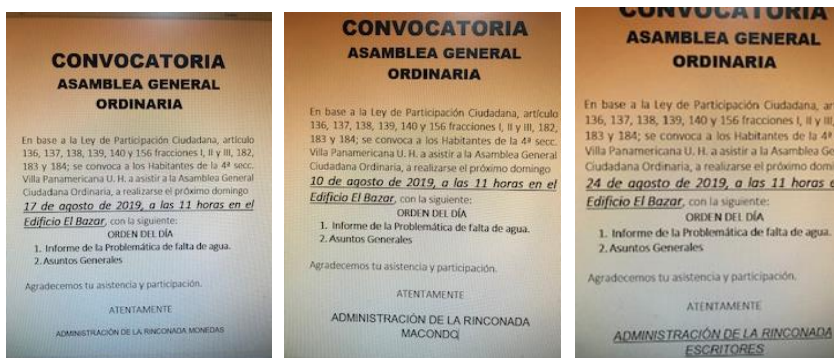 CONVOCATORIA
ASAMBLEA GENERAL
ORDINARIA
En base a la Ley de Participación Ciudadana, artículo
136, 137, 138, 139, 140 y 156 fracciones I, II y III, 182,
183 y 184; se convoca a los Habitantes de la 4ª secc.
Villa Panamericana U. H. a asistir a la Asamblea General
Ciudadana Ordinaria, a realizarse el próximo domingo
17 de agosto de 2019, a las 11 horas en el
Edificio El Bazar, con la siguiente:
ORDEN DEL DÍA
1. Informe de la Problemática de falta de agua.
2. Asuntos Generales
Agradecemos tu asistencia y participación.
ATENTAMENTE
ADMINISTRACIÓN DE LA RINCONADA MONEDAS
CONVOCATORIA
ASAMBLEA GENERAL
ORDINARIA
En base a la Ley de Participación Ciudadana, artículo
136, 137, 138, 139, 140 y 156 fracciones I, II y III, 182,
183 y 184; se convoca a los Habitantes de la 4ª secc.
Villa Panamericana U. H. a asistir a la Asamblea General
Ciudadana Ordinaria, a realizarse el próximo domingo
10 de agosto de 2019, a las 11 horas en el
Edificio El Bazar, con la siguiente:
ORDEN DEL DÍA
1. Informe de la Problemática de falta de agua.
2. Asuntos Generales
Agradecemos tu asistencia y participación.
ATENTAMENTE
ADMINISTRACIÓN DE LA RINCONADA
MACONDO
CONVOCATORIA
ASAMBLEA GENERAL
ORDINARIA
En base a la Ley de Participación Ciudadana,
136, 137, 138, 139, 140 y 156 fracciones I, II y III,
183 y 184; se convoca a los Habitantes de la 4ª
Villa Panamericana U. H. a asistir a la Asamblea
Ciudadana Ordinaria, a realizarse el próximo
24 de agosto de 2019, a las 11 horas
Edificio El Bazar, con la siguiente:
ORDEN DEL DÍA
1. Informe de la Problemática de falta de agua.
2. Asuntos Generales
Agradecemos tu asistencia y participación.
ATENTAMENTE
ADMINISTRACIÓN DE LA RINCONADA
ESCRITORES